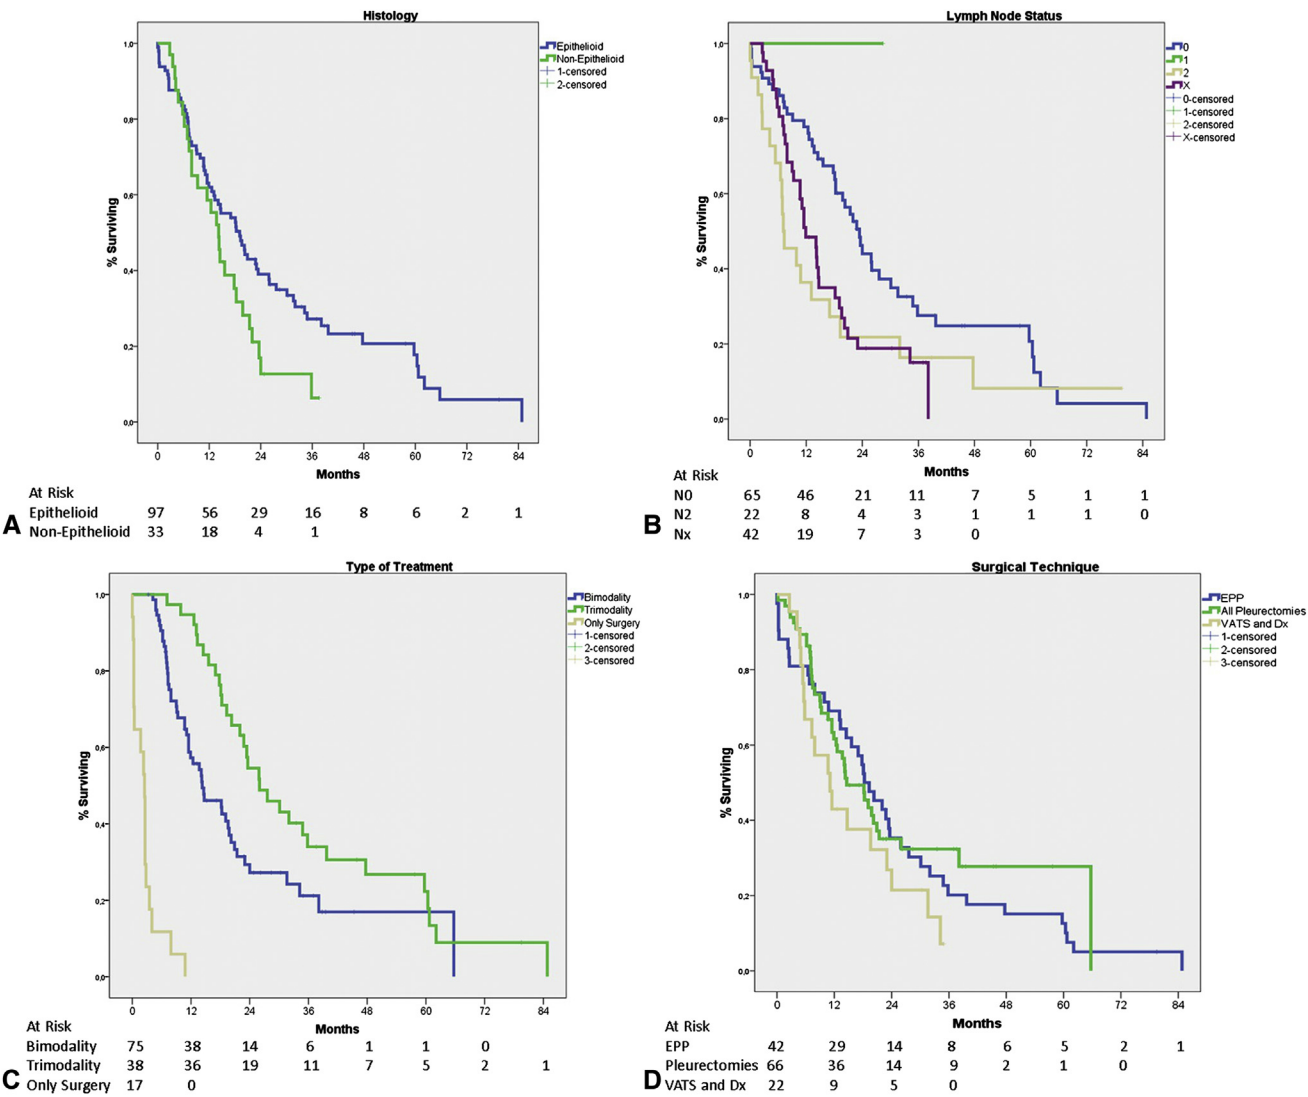 Histology
Epithelioid
Non-Epithelioid
1-censored
2-censored
1,0
0,8
0,6
0,4
0,2
0,0
% Surviving
0 12 24 36 48 60 72 84
Months
At Risk
Epithelioid 97 56 29 16 8 6 2 1
Non-Epithelioid 33 18 4 1
A
Lymph Node Status
0
1
2
X
0-censored
1-censored
2-censored
X-censored
1,0
0,8
0,6
0,4
0,2
0,0
% Surviving
0 12 24 36 48 60 72 84
Months
At Risk
N0 65 46 21 11 7 5 1 1
N2 22 8 4 3 1 1 1 0
Nx 42 19 7 3 0
B
Type of Treatment
Bimodality
Trimodality
Only Surgery
1-censored
2-censored
3-censored
1,0
0,8
0,6
0,4
0,2
0,0
% Surviving
0 12 24 36 48 60 72 84
Months
At Risk
Bimodality 75 38 14 6 1 1 0
Trimodality 38 36 19 11 7 5 2 1
Only Surgery 17 0
C
Surgical Technique
EPP
All Pleurectomies
VATS and Dx
1-censored
2-censored
3-censored
1,0
0,8
0,6
0,4
0,2
0,0
% Surviving
0 12 24 36 48 60 72 84
Months
At Risk
EPP 42 29 14 8 6 5 2 1
Pleurectomies 66 36 14 9 2 1 0
VATS and Dx 22 9 5 0
D